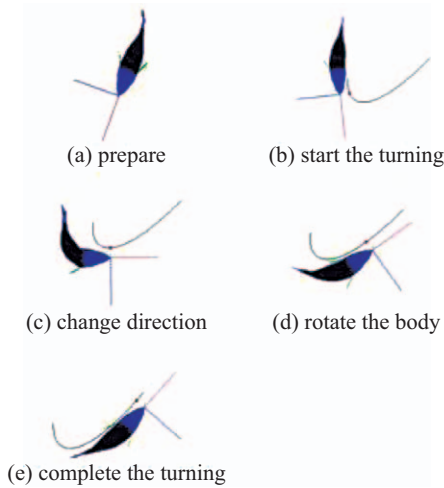 (a) prepare
(b) start the turning
(c) change direction
(d) rotate the body
(e) complete the turning